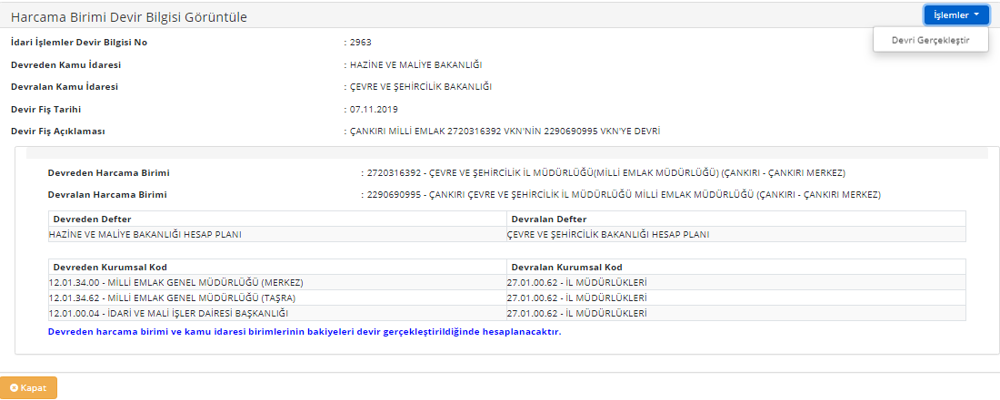 Harcama Birimi Devir Bilgisi Görüntüle
İşlemler
Devri Gerçekleştir
İdari İşlemler Devir Bilgisi No : 2963
Devreden Kamu İdaresi : HAZİNE VE MALİYE BAKANLIĞI
Devralan Kamu İdaresi : ÇEVRE VE ŞEHİRCİLİK BAKANLIĞI
Devir Fiş Tarihi : 07.11.2019
Devir Fiş Açıklaması : ÇANKIRI MİLLİ EMLAK 2720316392 VKN'NİN 2290690995 VKN'YE DEVRİ
Devreden Harcama Birimi : 2720316392 - ÇEVRE VE ŞEHİRCİLİK İL MÜDÜRLÜĞÜ(MİLLİ EMLAK MÜDÜRLÜĞÜ) (ÇANKIRI - ÇANKIRI MERKEZ)
Devralan Harcama Birimi : 2290690995 - ÇANKIRI ÇEVRE VE ŞEHİRCİLİK İL MÜDÜRLÜĞÜ MİLLİ EMLAK MÜDÜRLÜĞÜ (ÇANKIRI - ÇANKIRI MERKEZ)
Devreden Defter Devralan Defter
HAZİNE VE MALİYE BAKANLIĞI HESAP PLANI ÇEVRE VE ŞEHİRCİLİK BAKANLIĞI HESAP PLANI
Devreden Kurumsal Kod Devralan Kurumsal Kod
12.01.34.00 - MİLLİ EMLAK GENEL MÜDÜRLÜĞÜ (MERKEZ) 27.01.00.62 - İL MÜDÜRLÜKLERİ
12.01.34.62 - MİLLİ EMLAK GENEL MÜDÜRLÜĞÜ (TAŞRA) 27.01.00.62 - İL MÜDÜRLÜKLERİ
12.01.00.04 - İDARİ VE MALİ İŞLER DAİRESİ BAŞKANLIĞI 27.01.00.62 - İL MÜDÜRLÜKLERİ
Devreden harcama birimi ve kamu idaresi birimlerinin bakiyeleri devir gerçekleştirildiğinde hesaplanacaktır.
Kapat